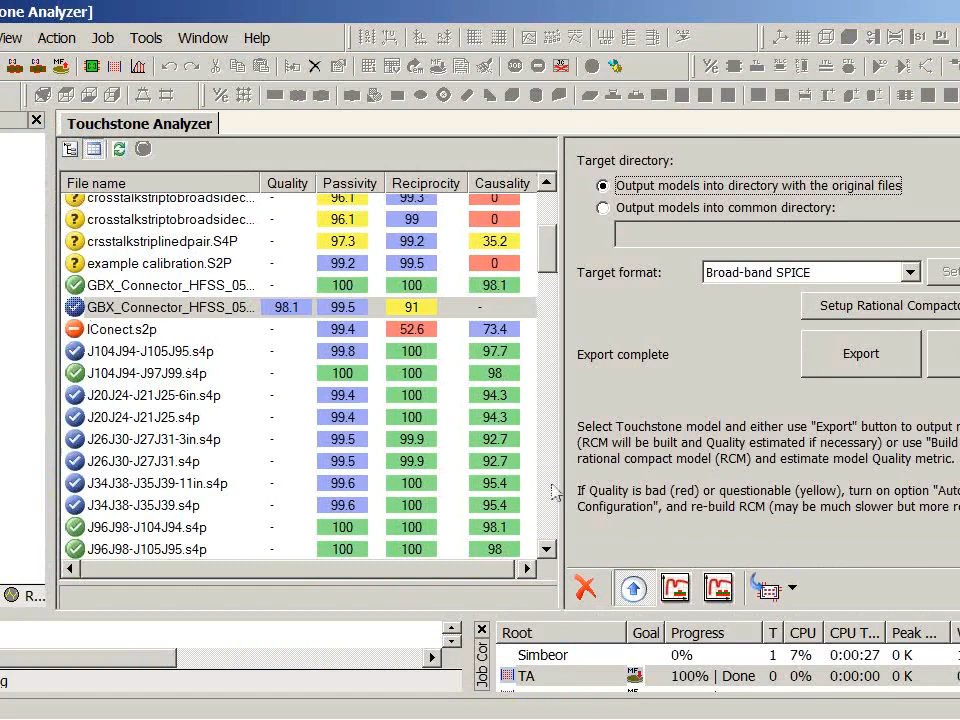 one Analyzer]
View Action Job Tools Window Help
Touchstone Analyzer
File name Quality Passivity Reciprocity Causality
crosstalkstriptobroadsidec... - 96.1 99.3 0
crosstalkstriptobroadsidec... - 96.1 99 0
crsstalkstriplinedpair.S4P - 97.3 99.2 35.2
example calibration.S2P - 99.2 99.5 0
GBX_Connector_HFSS_05... - 100 100 98.1
GBX_Connector_HFSS_05... 98.1 99.5 91 -
IConect.s2p - 99.4 52.6 73.4
J104J94-J105J95.s4p - 99.8 100 97.7
J104J94-J97J99.s4p - 100 100 98
J20J24-J21J25-6in.s4p - 99.4 100 94.3
J20J24-J21J25.s4p - 99.4 100 94.3
J26J30-J27J31-3in.s4p - 99.5 99.9 92.7
J26J30-J27J31.s4p - 99.5 99.9 92.7
J34J38-J35J39-11in.s4p - 99.6 100 95.4
J34J38-J35J39.s4p - 99.6 100 95.4
J96J98-J104J94.s4p - 100 100 98.1
J96J98-J105J95.s4p - 100 100 98
Target directory:
Output models into directory with the original files
Output models into common directory:
Target format: Broad-band SPICE
Setup Rational Compacto
Export complete Export
Select Touchstone model and either use "Export" button to output
(RCM will be built and Quality estimated if necessary) or use "Build
rational compact model (RCM) and estimate model Quality metric.
If Quality is bad (red) or questionable (yellow), turn on option "Auto
Configuration", and re-build RCM (may be much slower but more
R...
g
Job Cor
Root Goal Progress T CPU CPU T... Peak ...
Simbeor 0% 1 7% 0:00:27 0 K
TA MF 100% | Done 0 0% 0:00:00 0 K